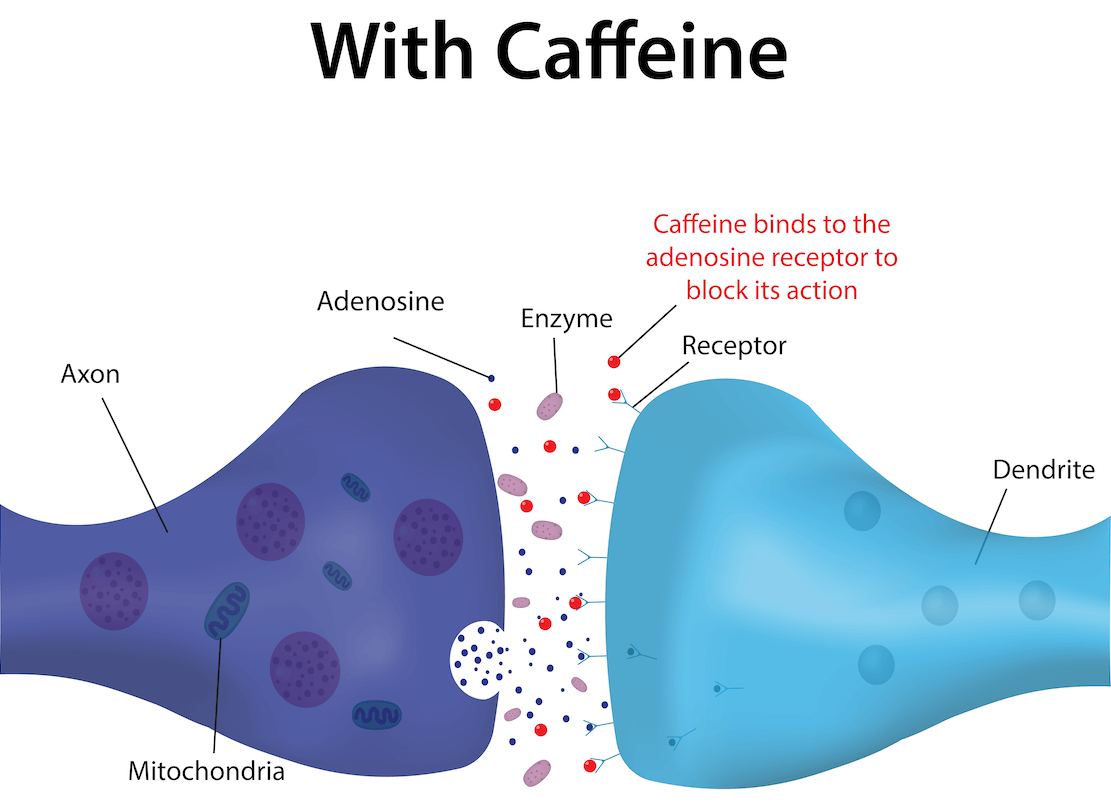 With Caffeine
Caffeine binds to the
adenosine receptor to
block its action
Adenosine
Enzyme
Receptor
Axon
Dendrite
Mitochondria